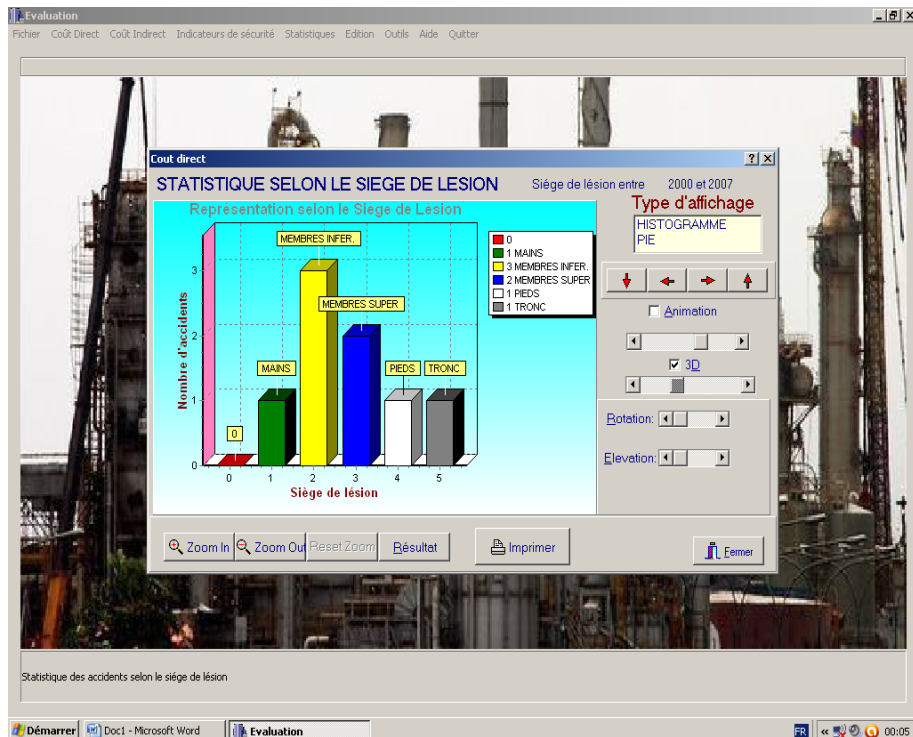 Evaluation
Fichier Coût Direct Coût Indirect Indicateurs de sécurité Statistiques Edition Outils Aide Quitter
Cout direct
STATISTIQUE SELON LE SIEGE DE LESION
Siége de lésion entre 2000 et 2007
Representation selon le Siege de Lesion
Type d'affichage
HISTOGRAMME
PIE
Animation
3D
Rotation:
Elevation:
0
1 MAINS
3 MEMBRES INFER.
2 MEMBRES SUPER
1 PIEDS
1 TRONC
MEMBRES INFER.
MEMBRES SUPER
MAINS
PIEDS
TRONC
0
Nombre d'accidents
3
2
1
0
0 1 2 3 4 5
Siège de lésion
Zoom In Zoom Out Reset Zoom Résultat Imprimer Fermer
Statistique des accidents selon le siége de lésion
Démarrer Doc1 - Microsoft Word Evaluation FR « 00:05